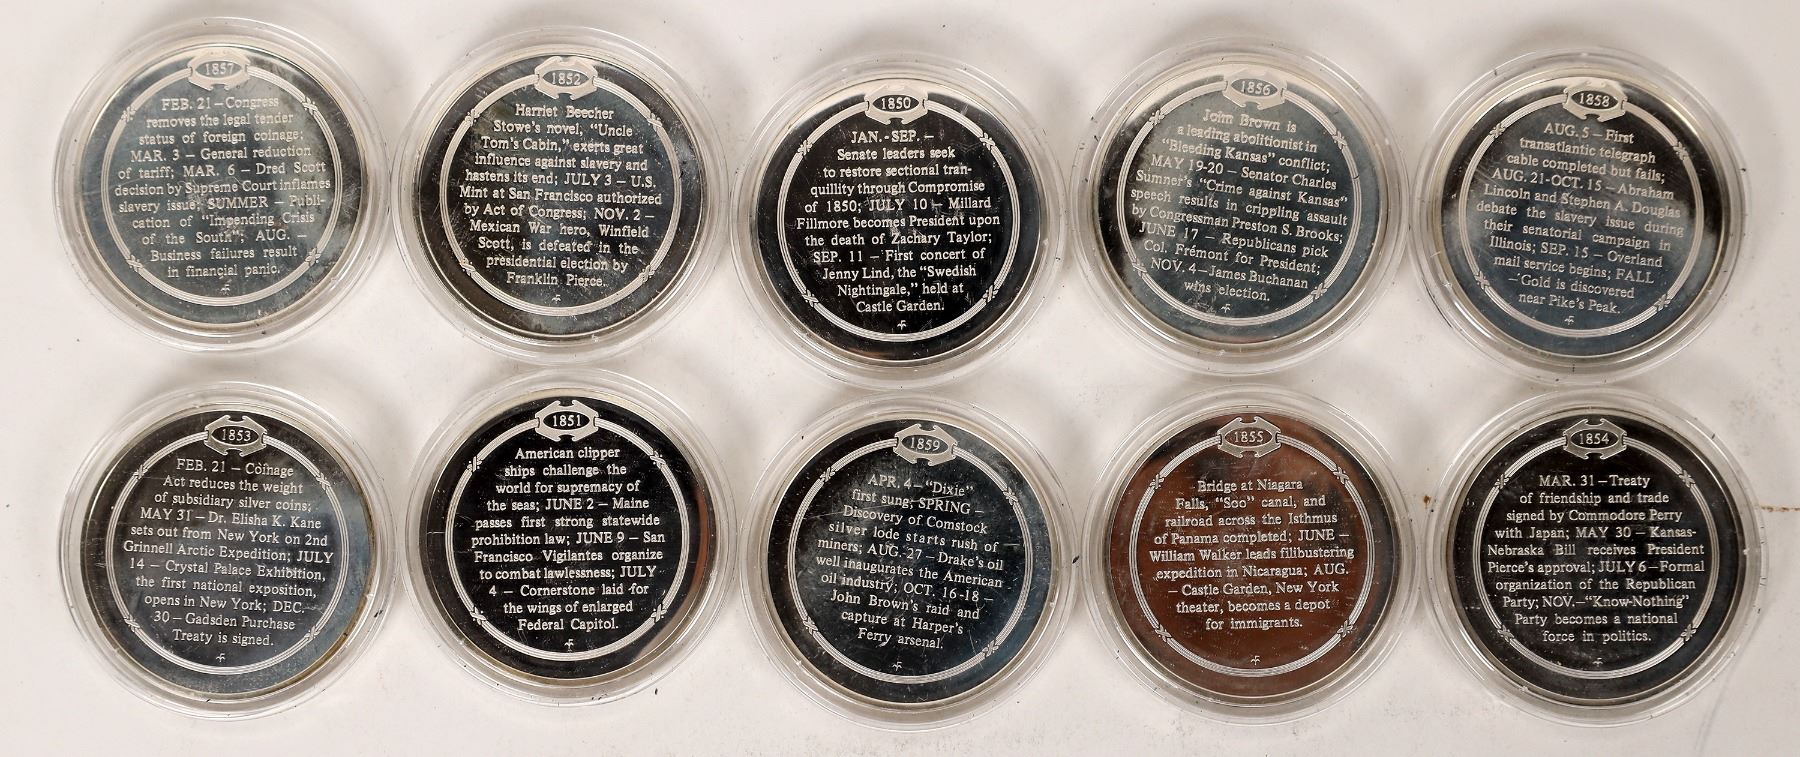 1857
FEB. 21 – Congress
removes the legal tender
status of foreign coinage;
MAR. 3 – General reduction
of tariff; MAR. 6 – Dred Scott
decision by Supreme Court inflames
slavery issue; SUMMER – Publi-
cation of "Impending Crisis
of the South"; AUG. –
Business failures result
in financial panic.
1852
Harriet Beecher
Stowe's novel, "Uncle
Tom's Cabin," exerts great
influence against slavery and
hastens its end; JULY 3 – U.S.
Mint at San Francisco authorized
by Act of Congress; NOV. 2 –
Mexican War hero, Winfield
Scott, is defeated in the
presidential election by
Franklin Pierce.
1850
JAN.-SEP. –
Senate leaders seek
to restore sectional tran-
quillity through Compromise
of 1850; JULY 10 – Millard
Fillmore becomes President upon
the death of Zachary Taylor;
SEP. 11 – First concert of
Jenny Lind, the "Swedish
Nightingale," held at
Castle Garden.
1856
John Brown is
a leading abolitionist in
"Bleeding Kansas" conflict;
MAY 19-20 – Senator Charles
Sumner's "Crime against Kansas"
speech results in crippling assault
by Congressman Preston S. Brooks;
JUNE 17 – Republicans pick
Col. Frémont for President;
NOV. 4 – James Buchanan
wins election.
1858
AUG. 5 – First
transatlantic telegraph
cable completed but fails;
AUG. 21-OCT. 15 – Abraham
Lincoln and Stephen A. Douglas
debate the slavery issue during
their senatorial campaign in
Illinois; SEP. 15 – Overland
mail service begins; FALL
– Gold is discovered
near Pike's Peak.
1853
FEB. 21 – Coinage
Act reduces the weight
of subsidiary silver coins;
MAY 31 – Dr. Elisha K. Kane
sets out from New York on 2nd
Grinnell Arctic Expedition; JULY
14 – Crystal Palace Exhibition,
the first national exposition,
opens in New York; DEC.
30 – Gadsden Purchase
Treaty is signed.
1851
American clipper
ships challenge the
world for supremacy of
the seas; JUNE 2 – Maine
passes first strong statewide
prohibition law; JUNE 9 – San
Francisco Vigilantes organize
to combat lawlessness; JULY
4 – Cornerstone laid for
the wings of enlarged
Federal Capitol.
1859
APR. 4 – "Dixie"
first sung; SPRING –
Discovery of Comstock
silver lode starts rush of
miners; AUG. 27 – Drake's oil
well inaugurates the American
oil industry; OCT. 16-18 –
John Brown's raid and
capture at Harper's
Ferry arsenal.
1855
Bridge at Niagara
Falls, "Soo" canal, and
railroad across the Isthmus
of Panama completed; JUNE –
William Walker leads filibustering
expedition in Nicaragua; AUG.
– Castle Garden, New York
theater, becomes a depot
for immigrants.
1854
MAR. 31 – Treaty
of friendship and trade
signed by Commodore Perry
with Japan; MAY 30 – Kansas-
Nebraska Bill receives President
Pierce's approval; JULY 6 – Formal
organization of the Republican
Party; NOV. – "Know-Nothing"
Party becomes a national
force in politics.